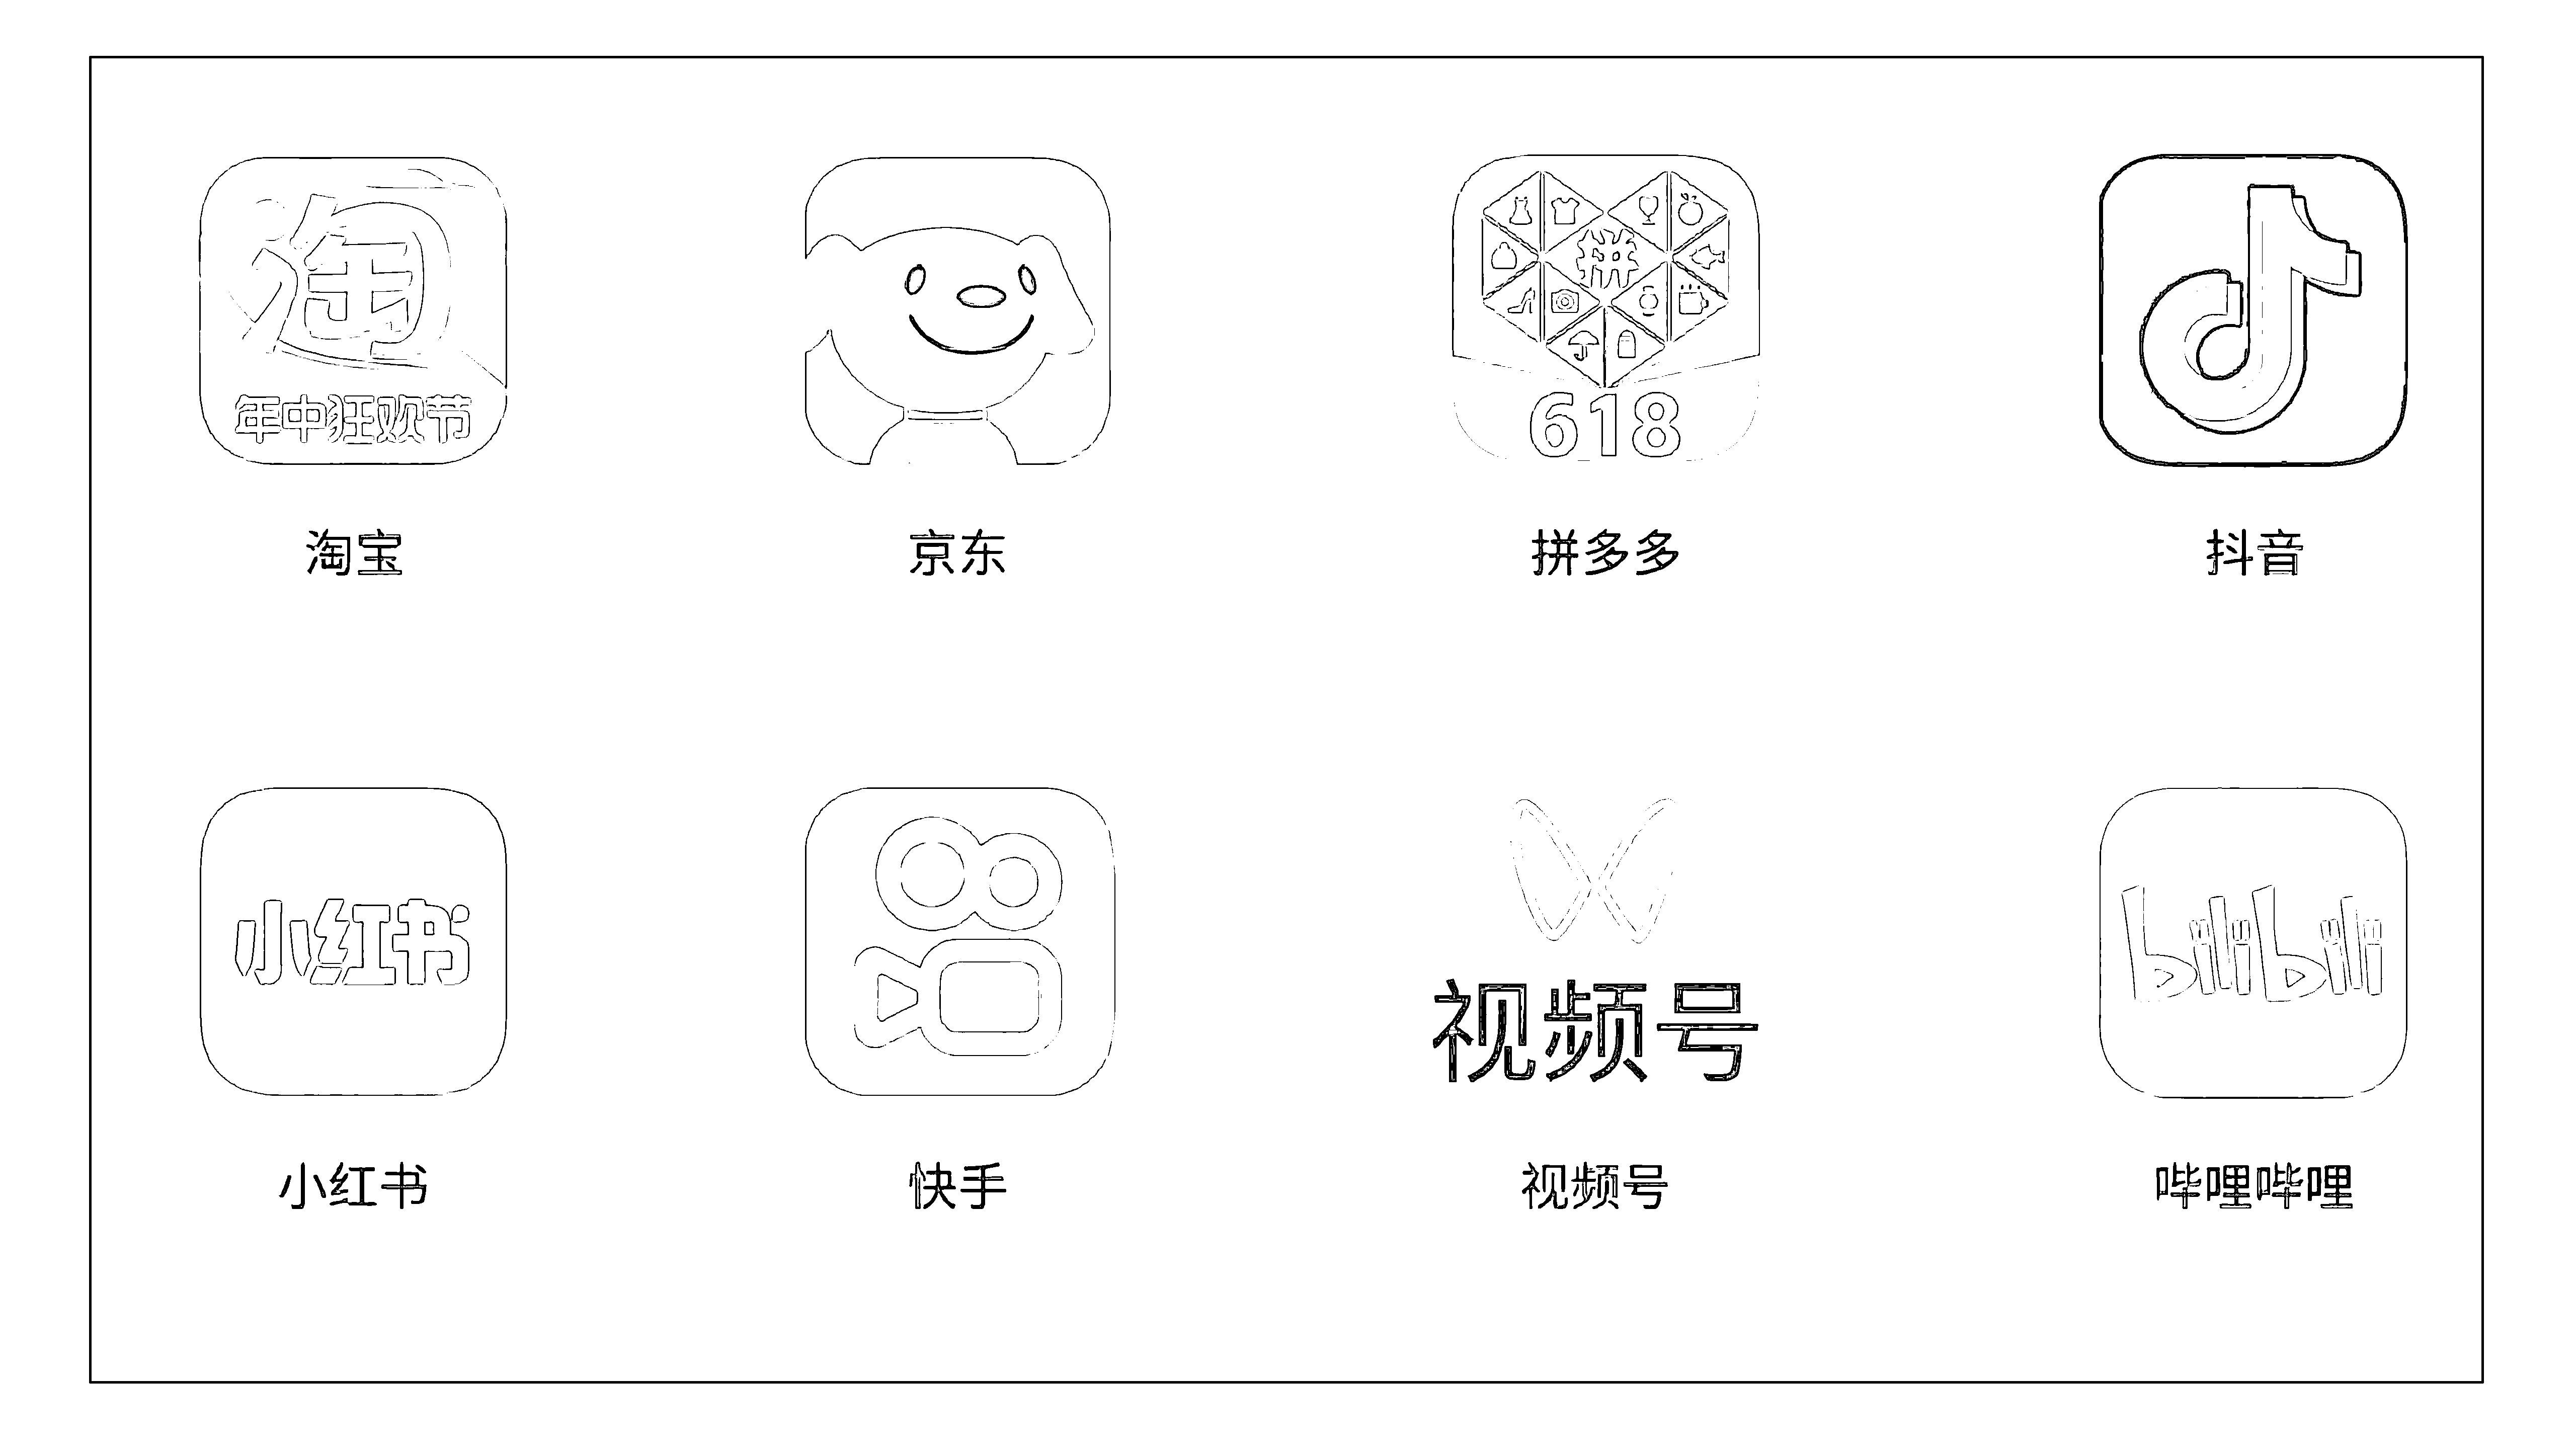 淘
年中狂欢节
拼
618
淘宝
京东
拼多多
抖音
小红书
bilibili
视频号
小红书
快手
视频号
哔哩哔哩